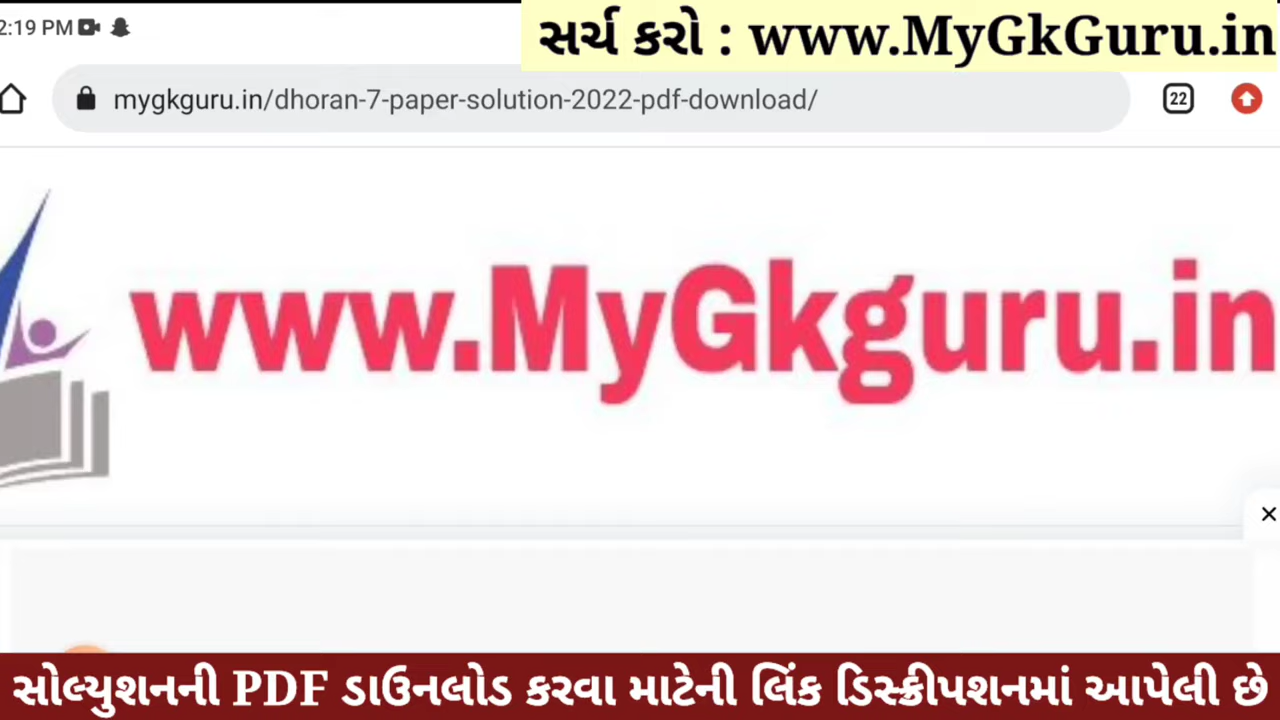 સર્ચ કરો : www.MyGkGuru.in
2:19 PM
mygkguru.in/dhoran-7-paper-solution-2022-pdf-download/
22
www.MyGkguru.in
સોલ્યુશનની PDF ડાઉનલોડ કરવા માટેની લિંક ડિસ્ક્રીપશનમાં આપેલી છે